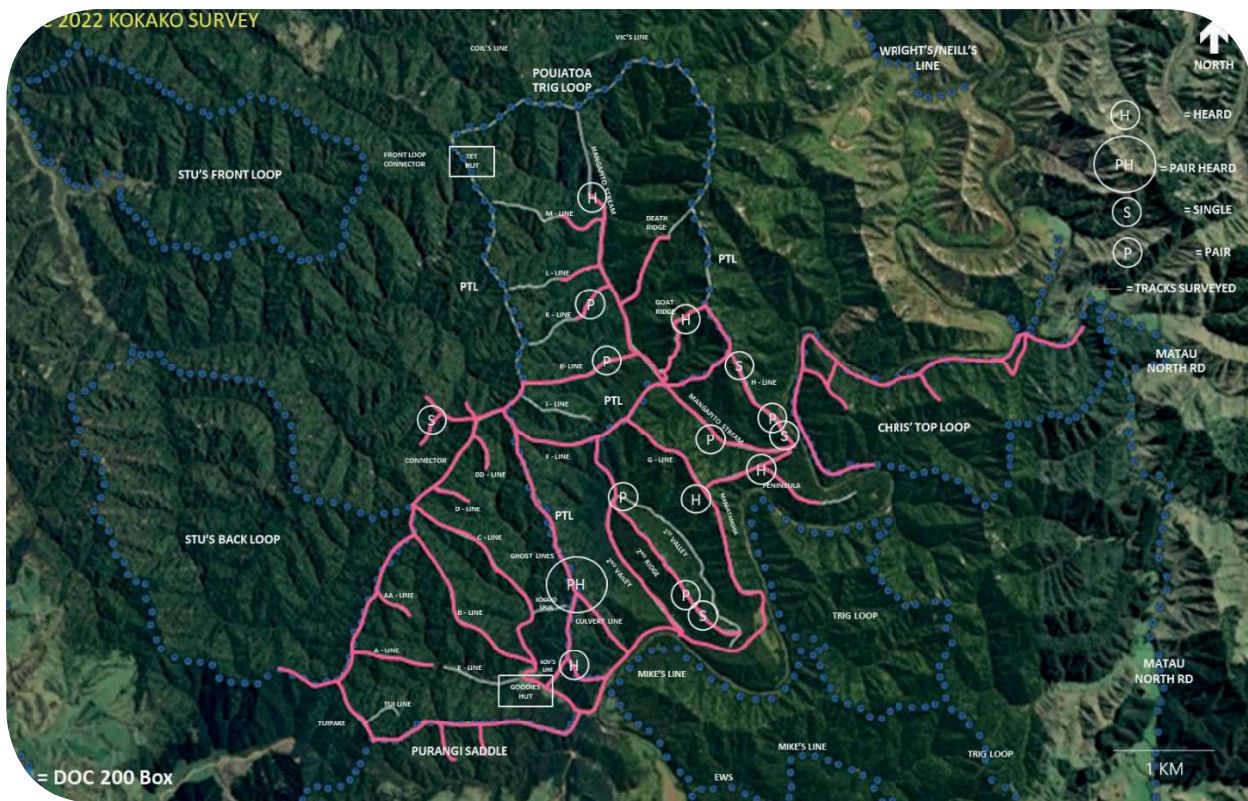 2022 KOKAKO SURVEY
COIL'S LINE
VIC'S LINE
WRIGHT'S/NEILL'S
LINE
NORTH
POUIATOA
TRIG LOOP
H
= HEARD
FRONT LOOP
CONNECTOR
TET
HUT
MANGAPITO STREAM
PH
= PAIR HEARD
STU'S FRONT LOOP
H
S
= SINGLE
M - LINE
DEATH
RIDGE
P
= PAIR
PTL
PTL
L - LINE
= TRACKS SURVEYED
P
K - LINE
GOAT
RIDGE
H
MATAU
NORTH RD
P
S
H - LINE
I - LINE
PTL
MANGAPITO STREAM
S
P
S
P
CHRIS' TOP LOOP
CONNECTOR
F - LINE
G - LINE
H
PENINSULA
DD - LINE
P
H
D - LINE
PTL
C - LINE
STU'S BACK LOOP
1ST VALLEY
2ND RIDGE
2ND VALLEY
GHOST LINES
PH
AA - LINE
KOKAKO
SPUR
P
S
B - LINE
CULVERT LINE
TRIG LOOP
A - LINE
E - LINE
H
MIKE'S LINE
MATAU
NORTH RD
GOODIES
HUT
TUI LINE
TUIPAKE
PURANGI SADDLE
MIKE'S LINE
TRIG LOOP
1 KM
= DOC 200 Box
EWS